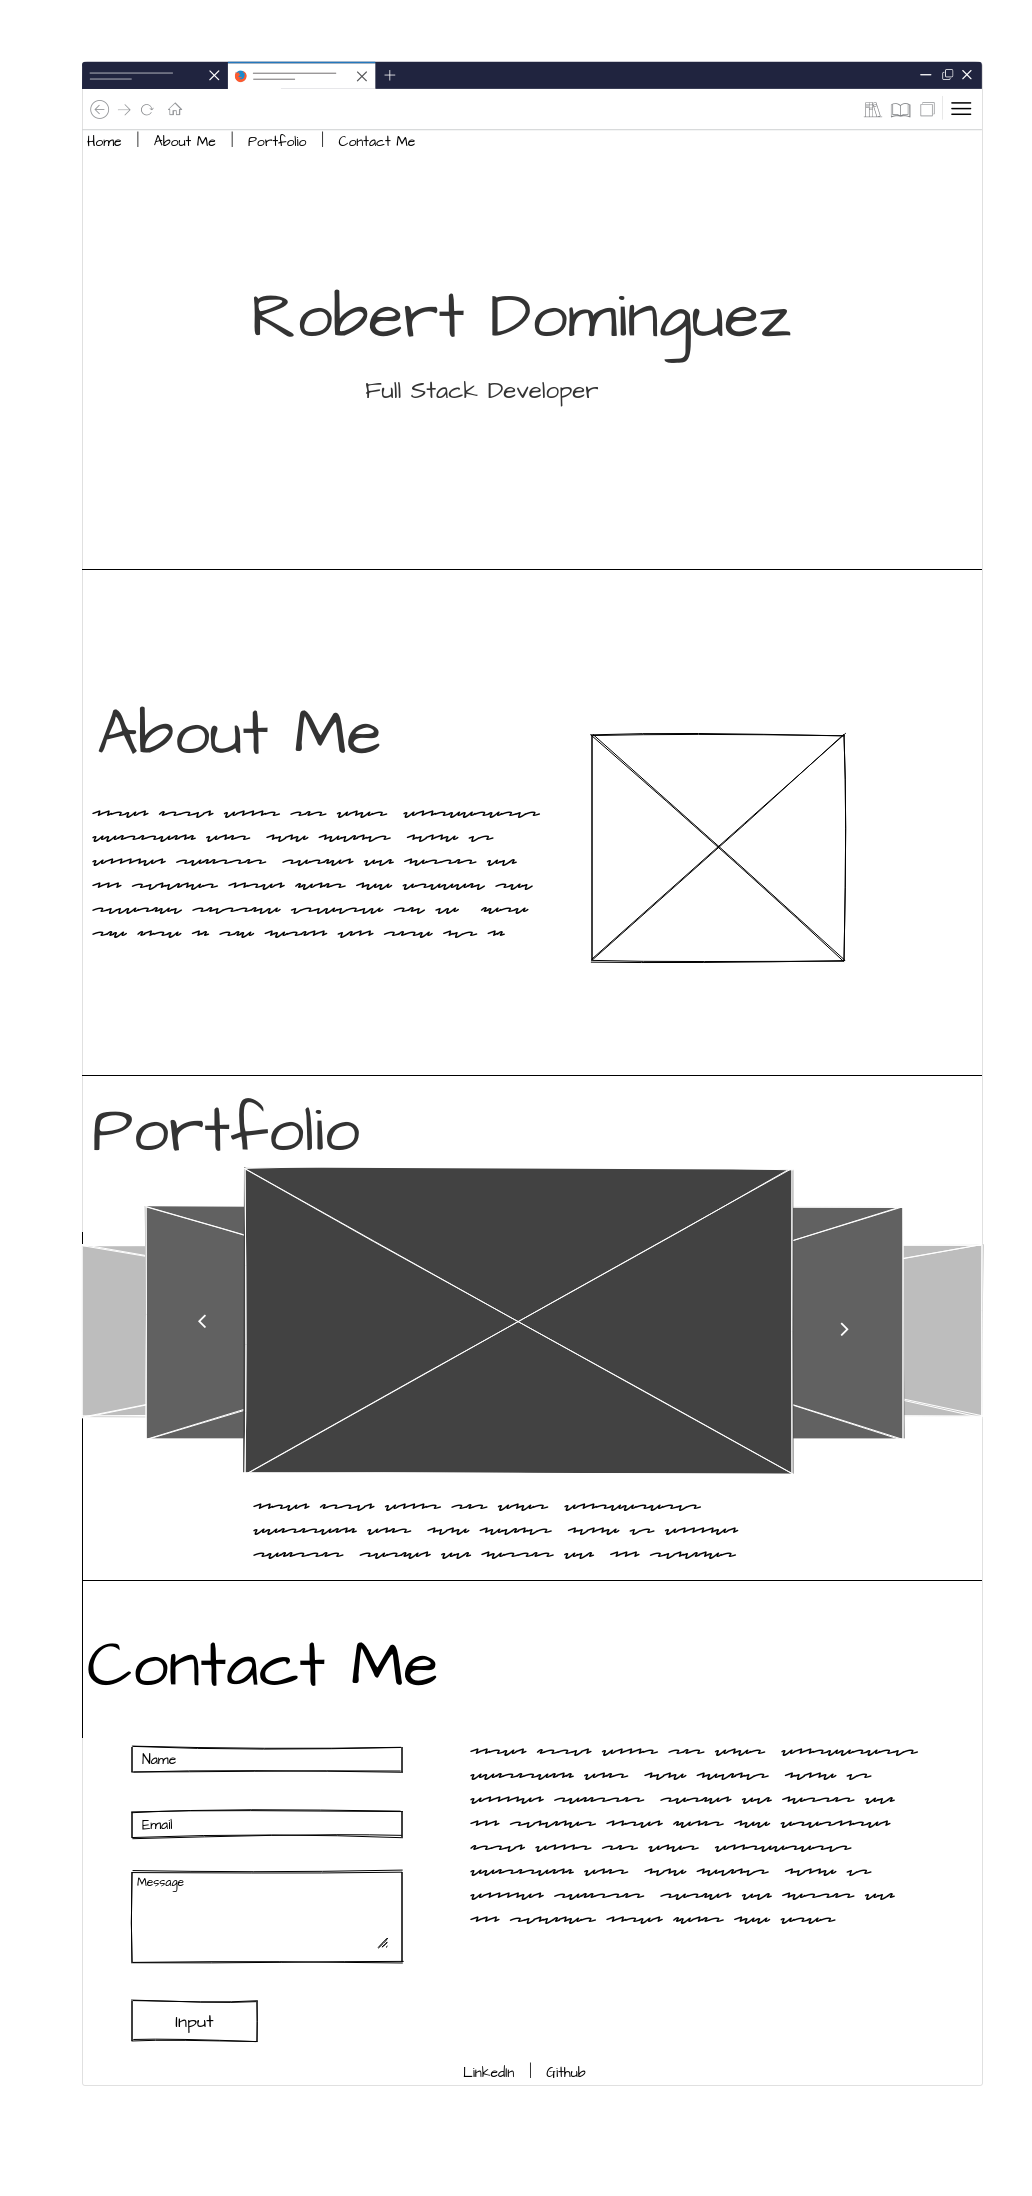 Home | About Me | Portfolio | Contact Me
Robert Dominguez
Full Stack Developer
About Me
Portfolio
Contact Me
Name
Email
Message
Input
LinkedIn | Github